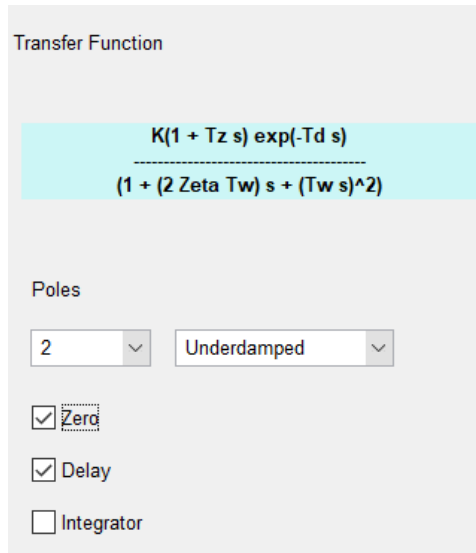 Transfer Function
K(1 + Tz s) exp(-Td s)
--------------------------------------
(1 + (2 Zeta Tw) s + (Tw s)^2)
Poles
2 Underdamped
Zero
Delay
Integrator